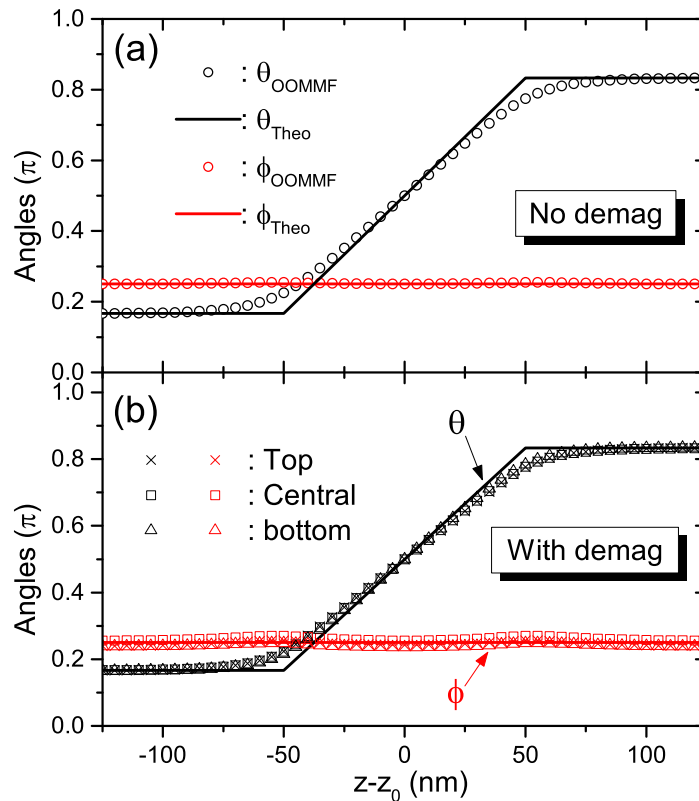 (a)
: θOOMMF
: θTheo
: ϕOOMMF
: ϕTheo
No demag
Angles (π)
1.0
0.8
0.6
0.4
0.2
0.0
(b)
θ
: Top
: Central
: bottom
With demag
ϕ
Angles (π)
1.0
0.8
0.6
0.4
0.2
0.0
-100 -50 0 50 100
z-z0 (nm)